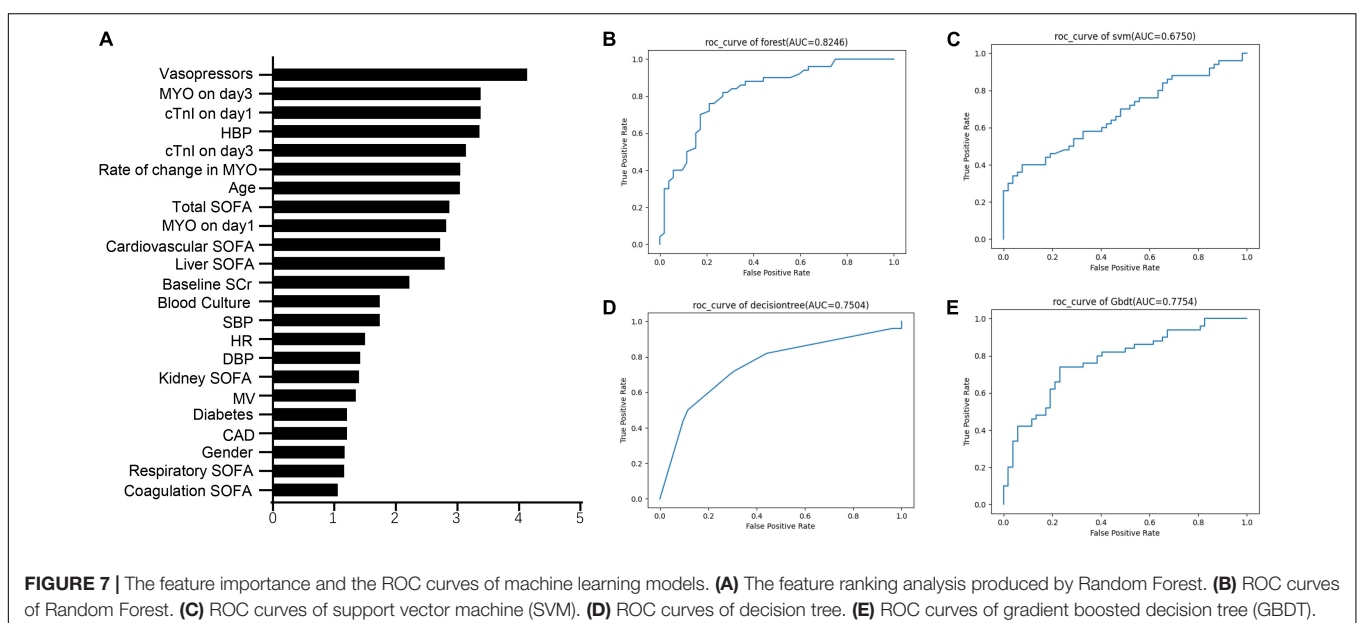 A
Vasopressors
MYO on day3
cTnI on day1
HBP
cTnI on day3
Rate of change in MYO
Age
Total SOFA
MYO on day1
Cardiovascular SOFA
Liver SOFA
Baseline SCr
Blood Culture
SBP
HR
DBP
Kidney SOFA
MV
Diabetes
CAD
Gender
Respiratory SOFA
Coagulation SOFA
0 1 2 3 4 5
B
roc_curve of forest(AUC=0.8246)
True Positive Rate
1.0
0.8
0.6
0.4
0.2
0.0
0.0 0.2 0.4 0.6 0.8 1.0
False Positive Rate
C
roc_curve of svm(AUC=0.6750)
True Positive Rate
1.0
0.8
0.6
0.4
0.2
0.0
0.0 0.2 0.4 0.6 0.8 1.0
False Positive Rate
D
roc_curve of decisiontree(AUC=0.7504)
True Positive Rate
1.0
0.8
0.6
0.4
0.2
0.0
0.0 0.2 0.4 0.6 0.8 1.0
False Positive Rate
E
roc_curve of Gbdt(AUC=0.7754)
True Positive Rate
1.0
0.8
0.6
0.4
0.2
0.0
0.0 0.2 0.4 0.6 0.8 1.0
False Positive Rate
FIGURE 7 | The feature importance and the ROC curves of machine learning models. (A) The feature ranking analysis produced by Random Forest. (B) ROC curves
of Random Forest. (C) ROC curves of support vector machine (SVM). (D) ROC curves of decision tree. (E) ROC curves of gradient boosted decision tree (GBDT).